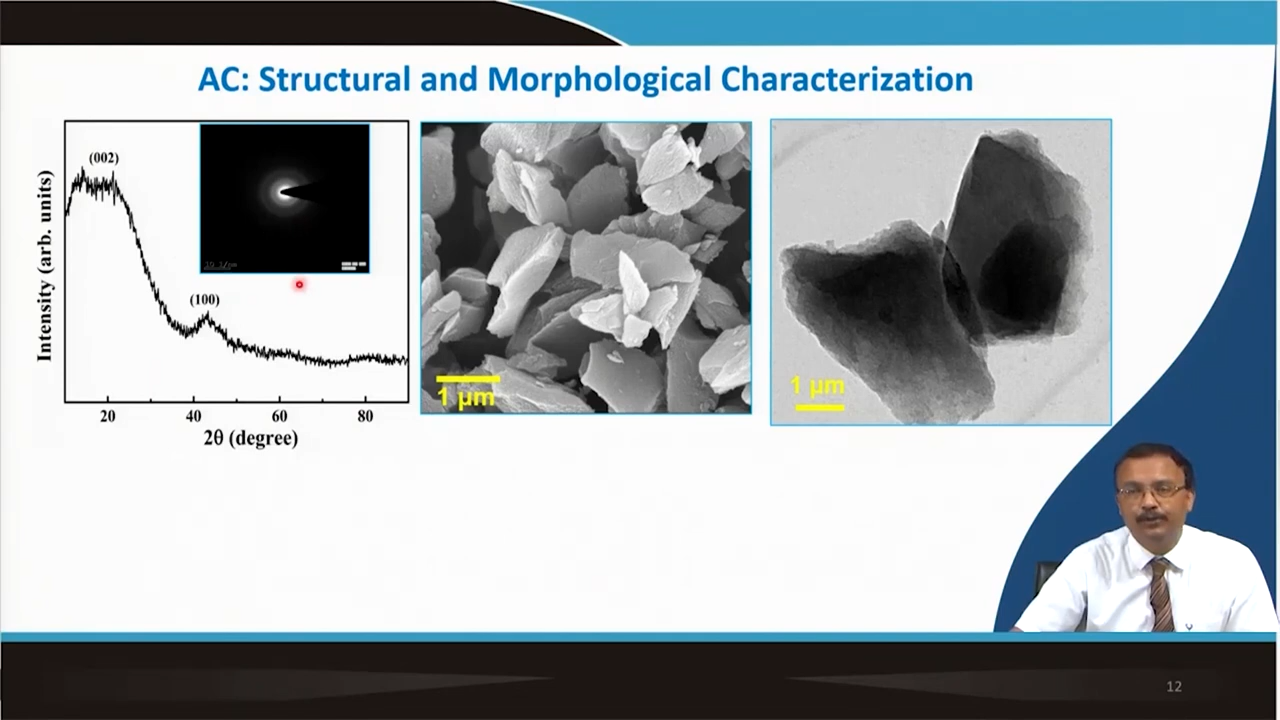 AC: Structural and Morphological Characterization
(002)
(100)
Intensity (arb. units)
20
40
60
80
2θ (degree)
1 µm
1 µm
12